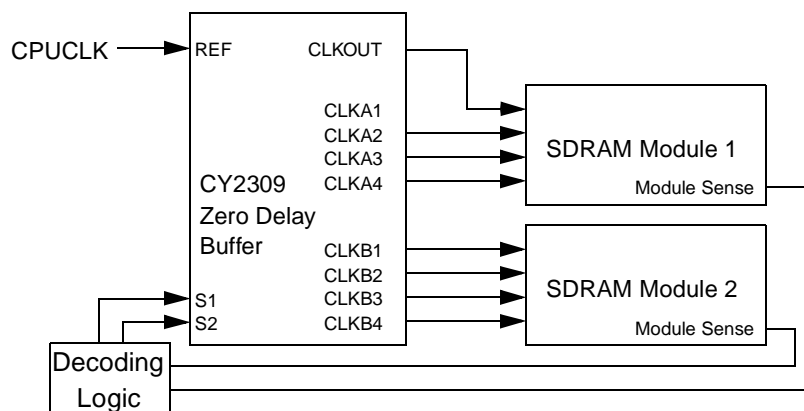 CPUCLK
REF
CLKOUT
CLKA1
CLKA2
CLKA3
CLKA4
CY2309
Zero Delay
Buffer
CLKB1
CLKB2
CLKB3
CLKB4
S1
S2
SDRAM Module 1
Module Sense
SDRAM Module 2
Module Sense
Decoding
Logic